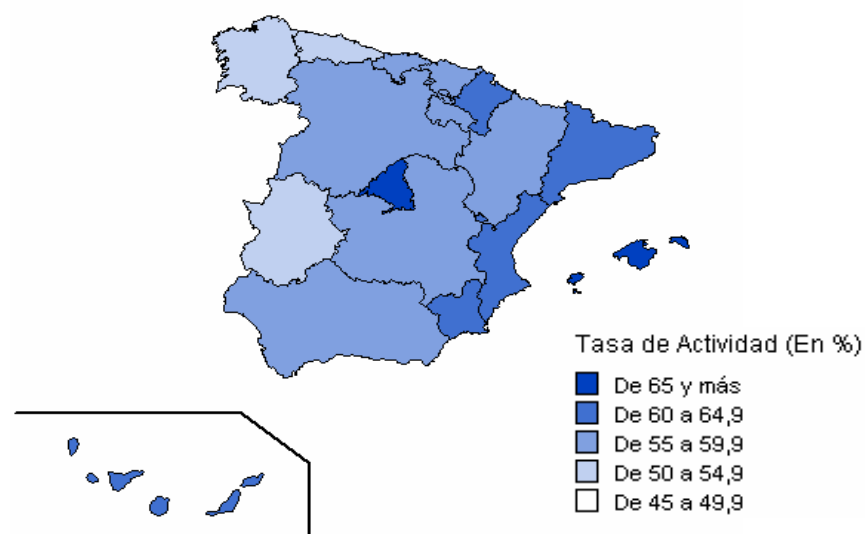 Tasa de Actividad (En %)
De 65 y más
De 60 a 64,9
De 55 a 59,9
De 50 a 54,9
De 45 a 49,9